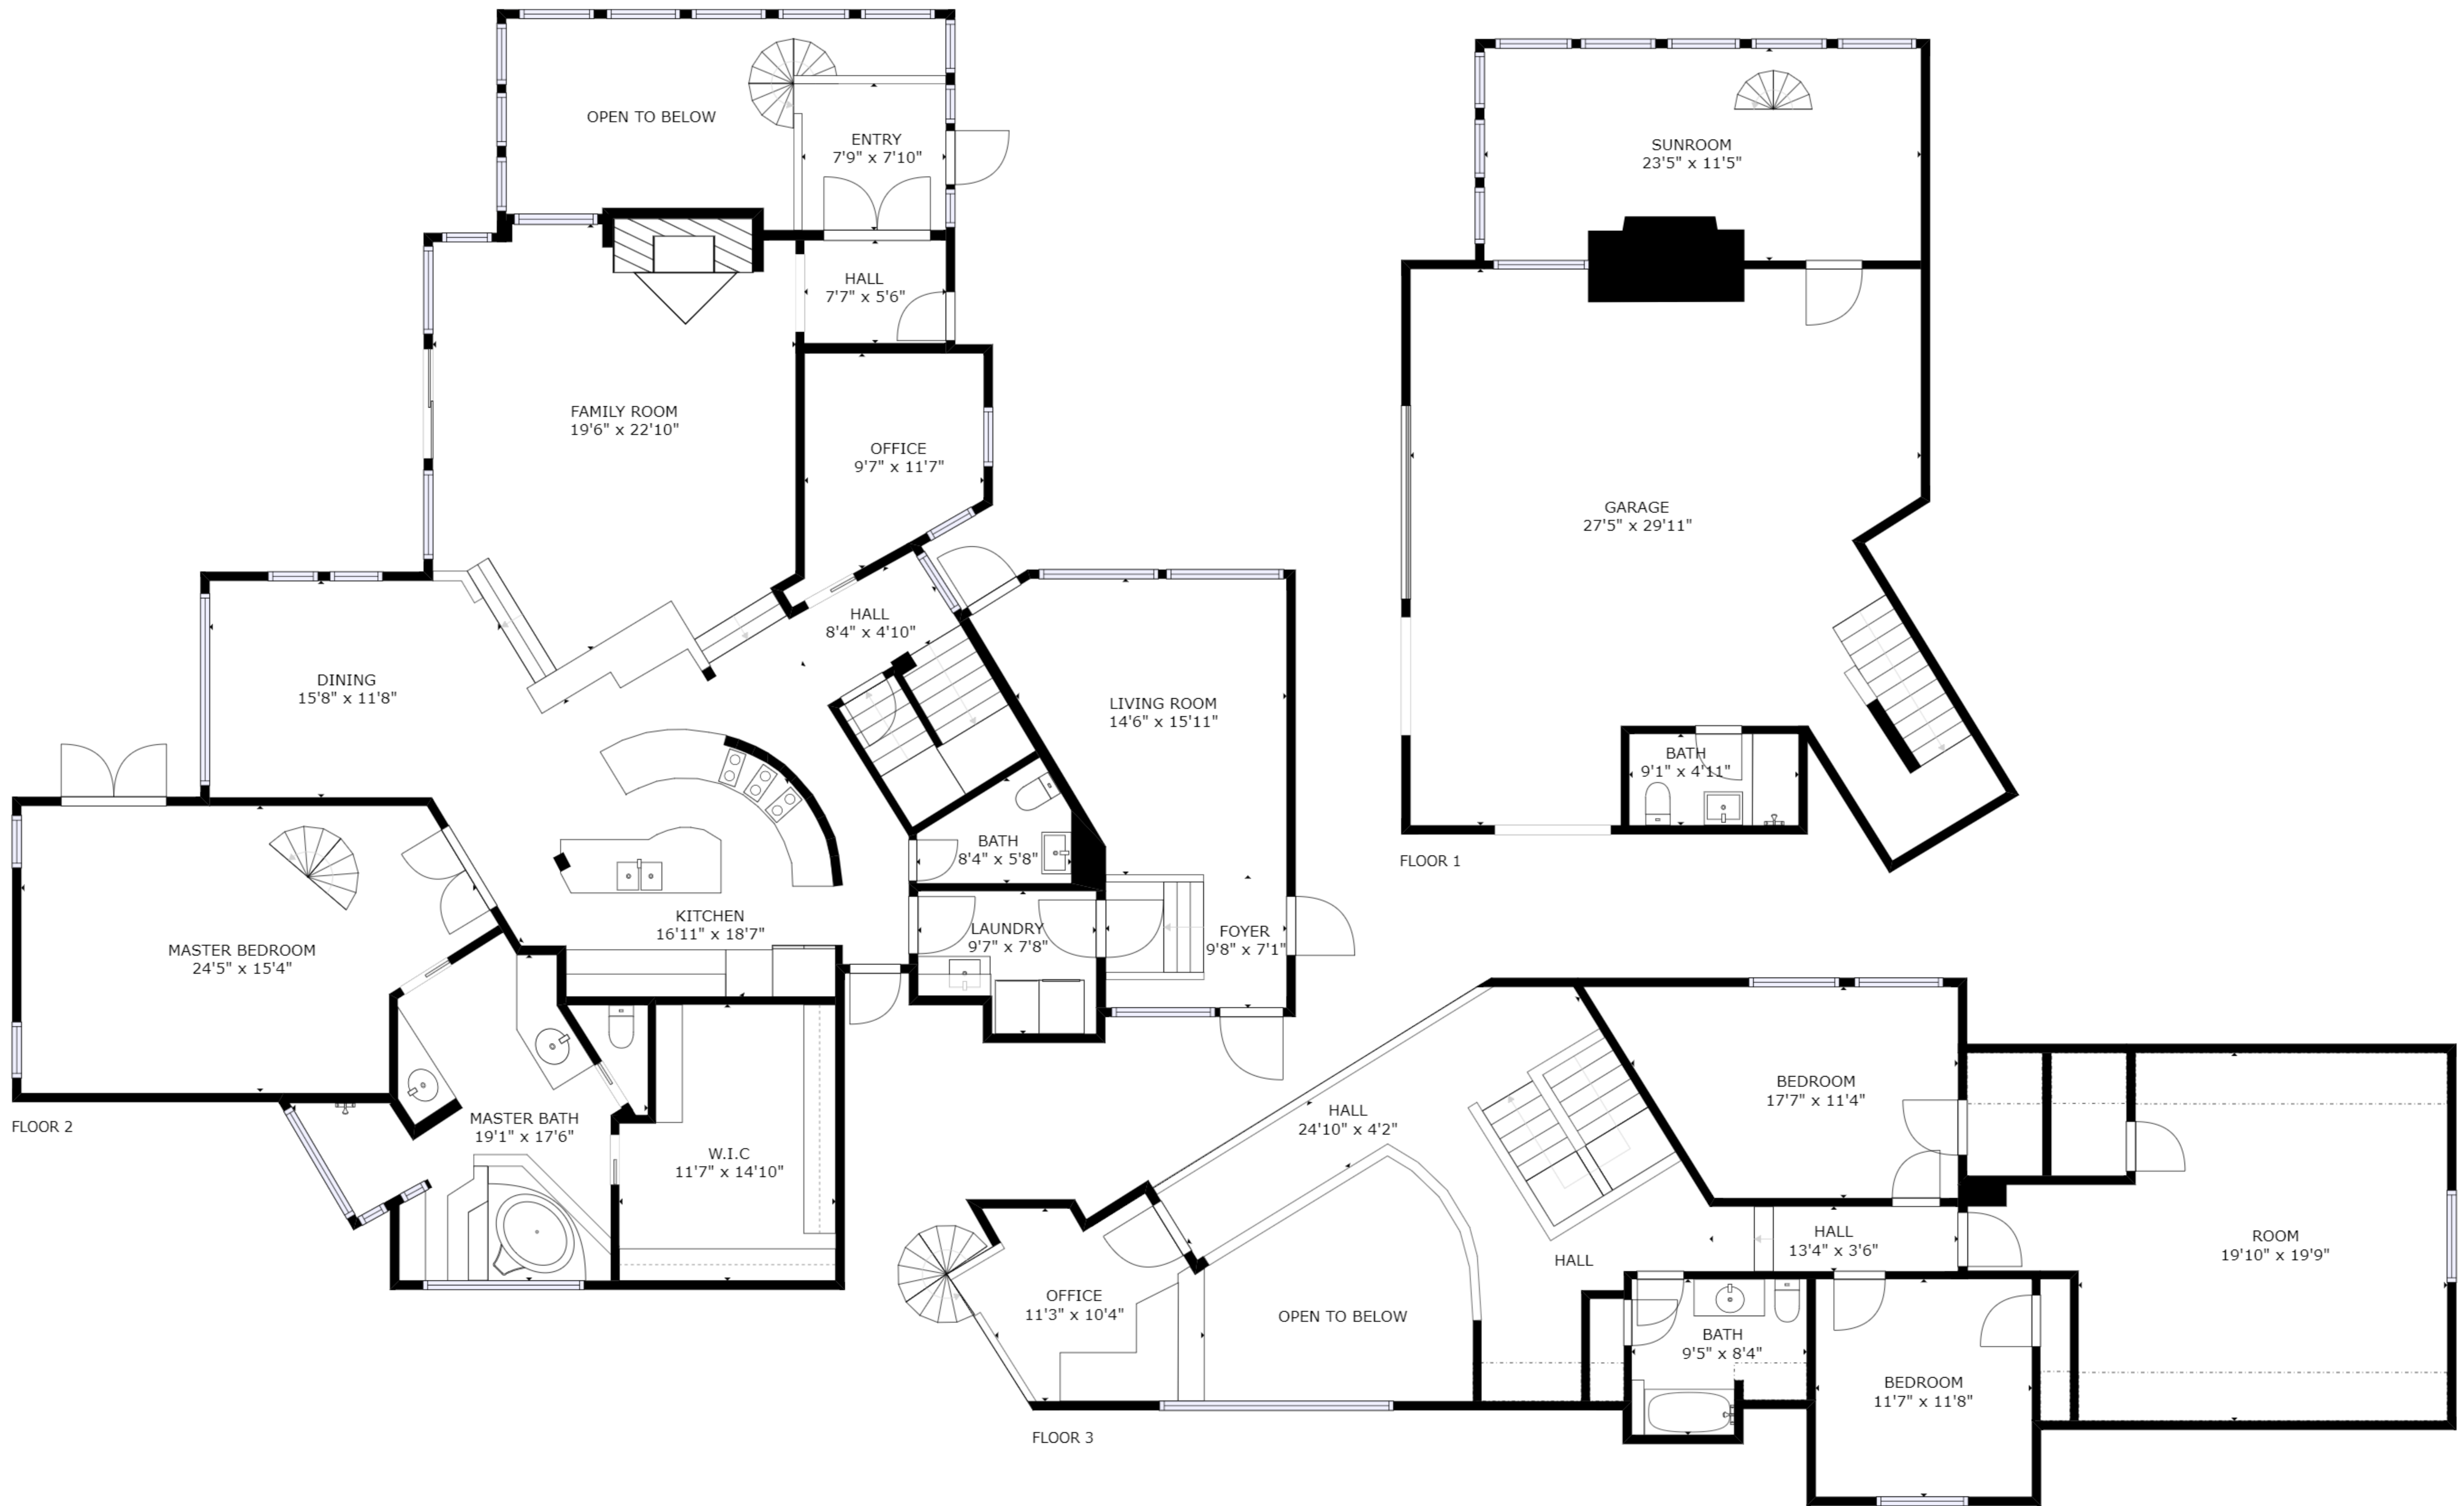 OPEN TO BELOW
ENTRY
7'9" x 7'10"
HALL
7'7" x 5'6"
FAMILY ROOM
19'6" x 22'10"
OFFICE
9'7" x 11'7"
HALL
8'4" x 4'10"
DINING
15'8" x 11'8"
LIVING ROOM
14'6" x 15'11"
BATH
8'4" x 5'8"
KITCHEN
16'11" x 18'7"
LAUNDRY
9'7" x 7'8"
FOYER
9'8" x 7'1"
MASTER BEDROOM
24'5" x 15'4"
MASTER BATH
19'1" x 17'6"
W.I.C
11'7" x 14'10"
FLOOR 2
SUNROOM
23'5" x 11'5"
GARAGE
27'5" x 29'11"
BATH
9'1" x 4'11"
FLOOR 1
BEDROOM
17'7" x 11'4"
HALL
24'10" x 4'2"
HALL
13'4" x 3'6"
ROOM
19'10" x 19'9"
HALL
OFFICE
11'3" x 10'4"
OPEN TO BELOW
BATH
9'5" x 8'4"
BEDROOM
11'7" x 11'8"
FLOOR 3